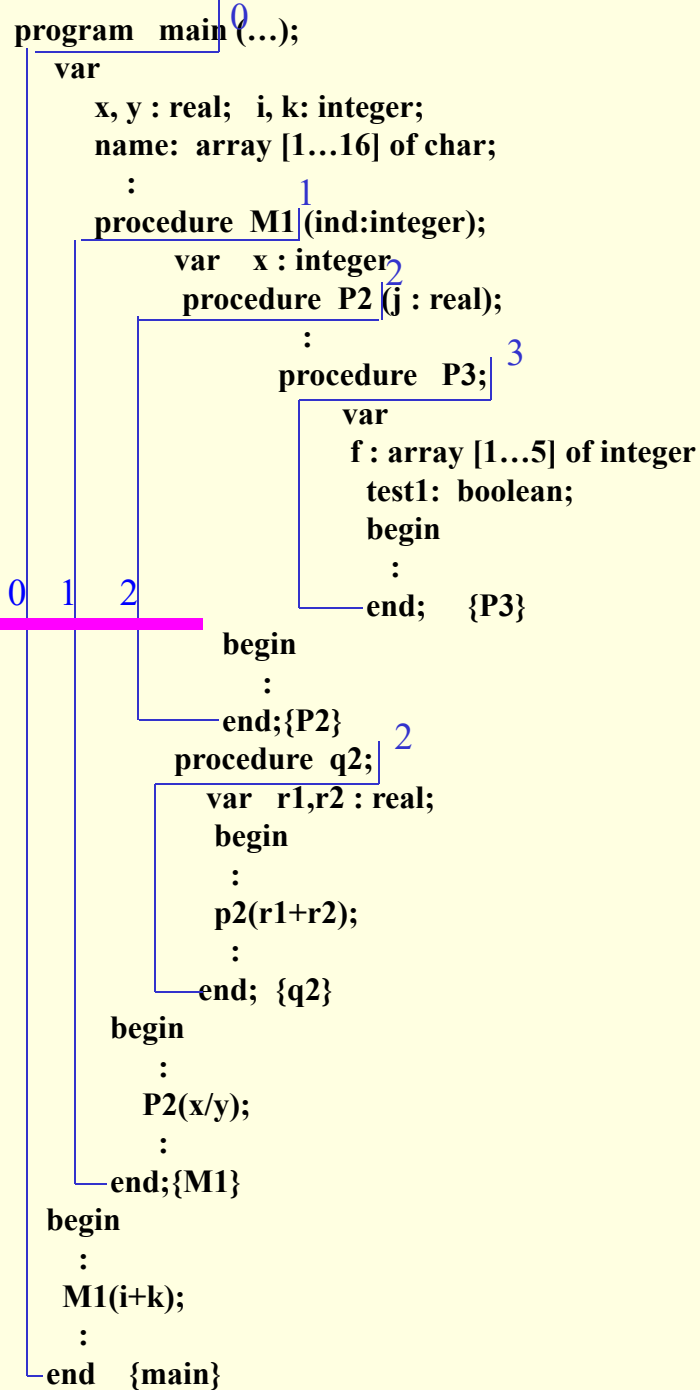 0
program main (…);
var
x, y : real; i, k: integer;
name: array [1…16] of char;
:
1
procedure M1 (ind:integer);
var x : integer
2
procedure P2 (j : real);
:
3
procedure P3;
var
f : array [1…5] of integer
test1: boolean;
begin
:
0 1 2
end; {P3}
begin
:
end;{P2}
2
procedure q2;
var r1,r2 : real;
begin
:
p2(r1+r2);
:
end; {q2}
begin
:
P2(x/y);
:
end;{M1}
begin
:
M1(i+k);
:
end {main}